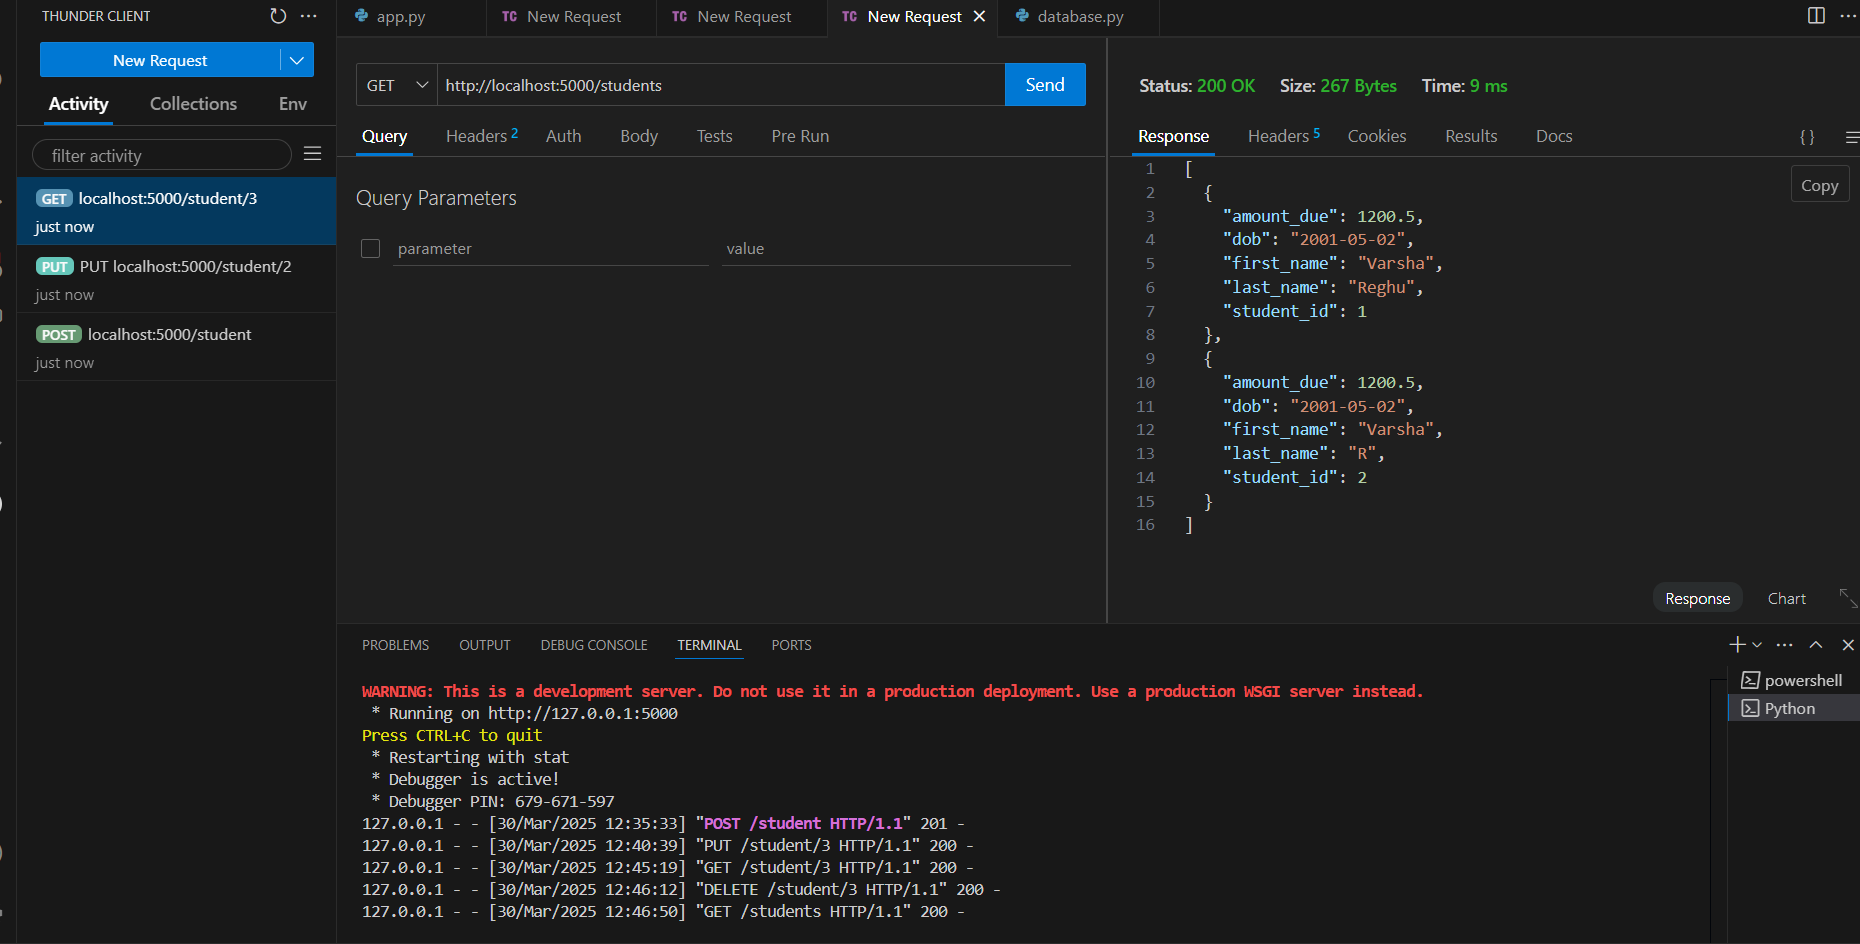 THUNDER CLIENT
New Request
Activity Collections Env
filter activity
GET localhost:5000/student/3
just now
PUT PUT localhost:5000/student/2
just now
POST localhost:5000/student
just now
app.py TC New Request TC New Request TC New Request database.py
GET http://localhost:5000/students Send
Query Headers 2 Auth Body Tests Pre Run
Query Parameters
parameter value
Status: 200 OK Size: 267 Bytes Time: 9 ms
Response Headers 5 Cookies Results Docs {}
Copy
1 [
2 {
3 "amount_due": 1200.5,
4 "dob": "2001-05-02",
5 "first_name": "Varsha",
6 "last_name": "Reghu",
7 "student_id": 1
8 },
9 {
10 "amount_due": 1200.5,
11 "dob": "2001-05-02",
12 "first_name": "Varsha",
13 "last_name": "R",
14 "student_id": 2
15 }
16 ]
Response Chart
PROBLEMS OUTPUT DEBUG CONSOLE TERMINAL PORTS
WARNING: This is a development server. Do not use it in a production deployment. Use a production WSGI server instead.
* Running on http://127.0.0.1:5000
Press CTRL+C to quit
* Restarting with stat
* Debugger is active!
* Debugger PIN: 679-671-597
127.0.0.1 - - [30/Mar/2025 12:35:33] "POST /student HTTP/1.1" 201 -
127.0.0.1 - - [30/Mar/2025 12:40:39] "PUT /student/3 HTTP/1.1" 200 -
127.0.0.1 - - [30/Mar/2025 12:45:19] "GET /student/3 HTTP/1.1" 200 -
127.0.0.1 - - [30/Mar/2025 12:46:12] "DELETE /student/3 HTTP/1.1" 200 -
127.0.0.1 - - [30/Mar/2025 12:46:50] "GET /students HTTP/1.1" 200 -
powershell
Python